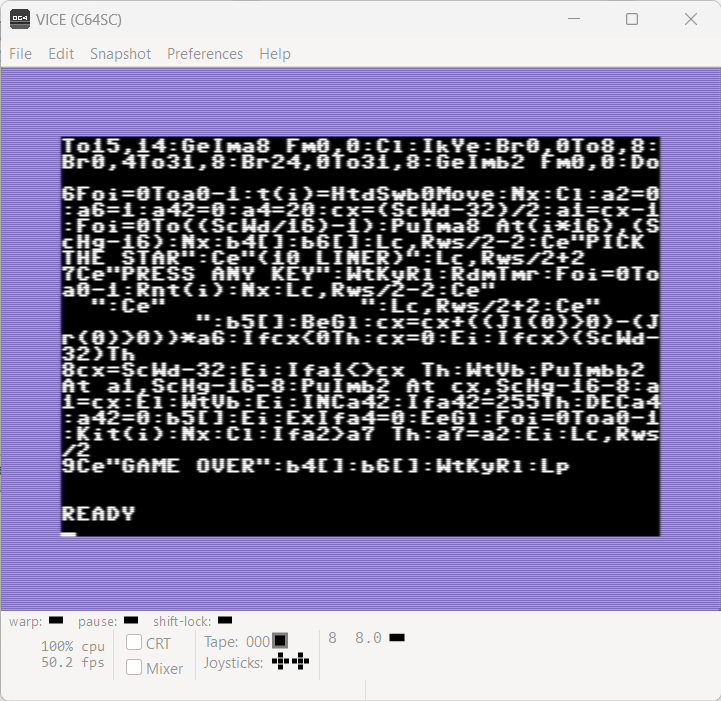 VICE (C64SC)
File Edit Snapshot Preferences Help
Toi5,i4:GeIma8 Fm0,0:Cl:IkYe:Br0,0To8,8:
Br0,4To31,8:Br24,0To31,8:GeImb2 Fm0,0:Do
6Foi=0Toa0-1:t(i)=HtdSwb0Move:Nx:Cl:a2=0
:a6=1:a42=0:a4=20:cx=(ScWd-32)/2:a1=cx-1
:Foi=0To((ScWd/16)-1):PuIma8 At(i*16),(S
cHg-16):Nx:b4[]:b6[]:Lc,Rws/2-2:Ce"PICK
THE STAR":Ce"(10 LINER)":Lc,Rws/2+2
7Ce"PRESS ANY KEY":WtKyRl:RdmTmr:Foi=0To
a0-1:Rnt(i):Nx:Lc,Rws/2-2:Ce"
":Ce" ":Lc,Rws/2+2:Ce"
":b5[]:BeGl:cx=cx+((Jl(0)>0)-(J
r(0)>0))*a6:Ifcx<0Th:cx=0:Ei:Ifcx>(ScWd-
32)Th
8cx=ScWd-32:Ei:Ifa1<>cx Th:WtVb:PuImbb2
At a1,ScHg-16-8:PuImb2 At cx,ScHg-16-8:a
1=cx:El:WtVb:Ei:INCa42:Ifa42=255Th:DECa4
:a42=0:b5[]:Ei:ExIfa4=0:EeGl:Foi=0Toa0-1
:Kit(i):Nx:Cl:Ifa2>a7 Th:a7=a2:Ei:Lc,Rws
/2
9Ce"GAME OVER":b4[]:b6[]:WtKyRl:Lp
READY
warp: pause: shift-lock:
100% cpu
50.2 fps
CRT
Mixer
Tape: 000
Joysticks:
8 8.0